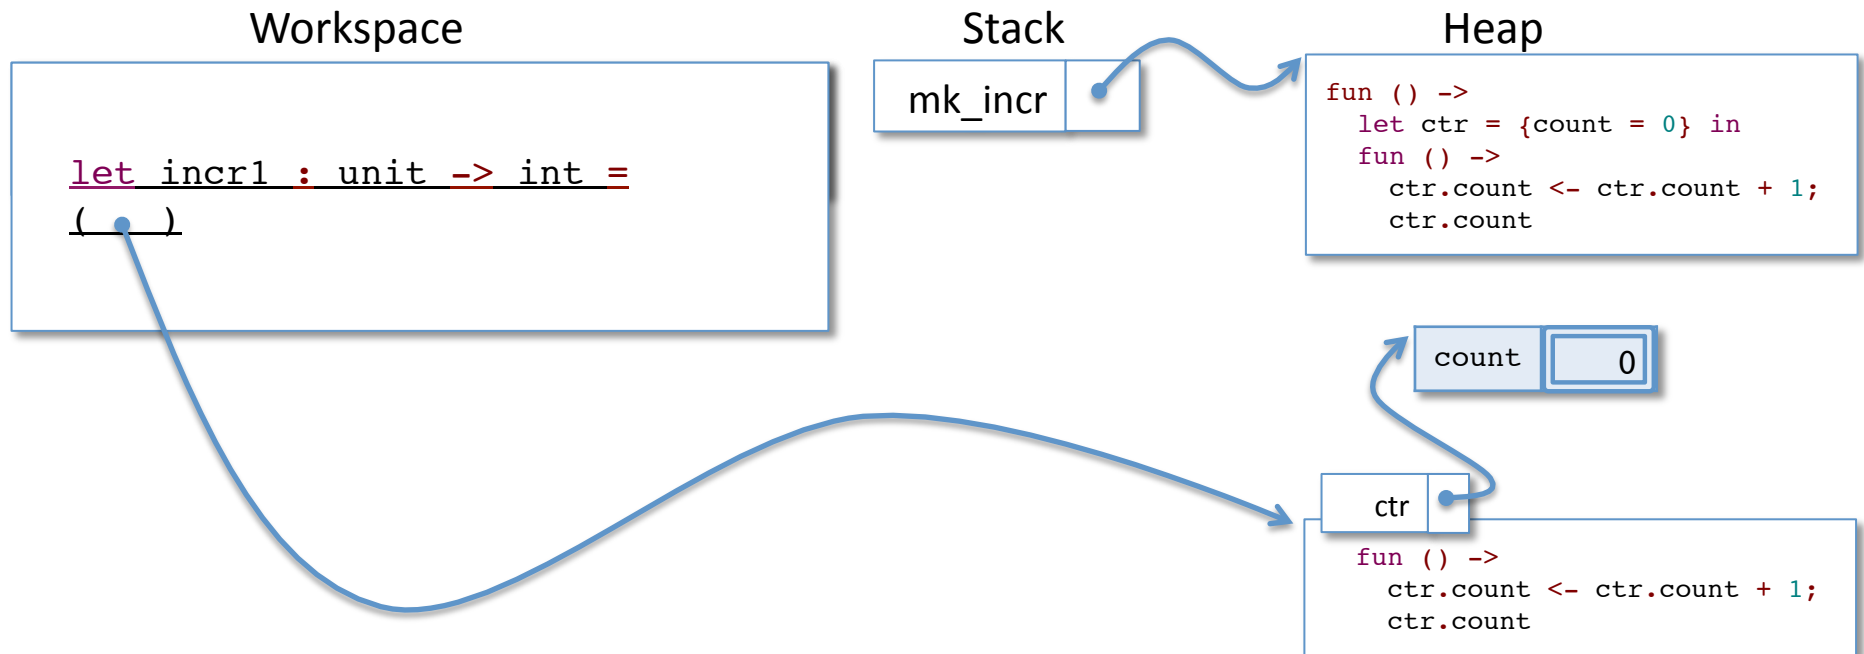 Workspace
let incr1 : unit -> int =
( )
Stack
mk_incr
Heap
fun () ->
let ctr = {count = 0} in
fun () ->
ctr.count <- ctr.count + 1;
ctr.count
count 0
ctr
fun () ->
ctr.count <- ctr.count + 1;
ctr.count